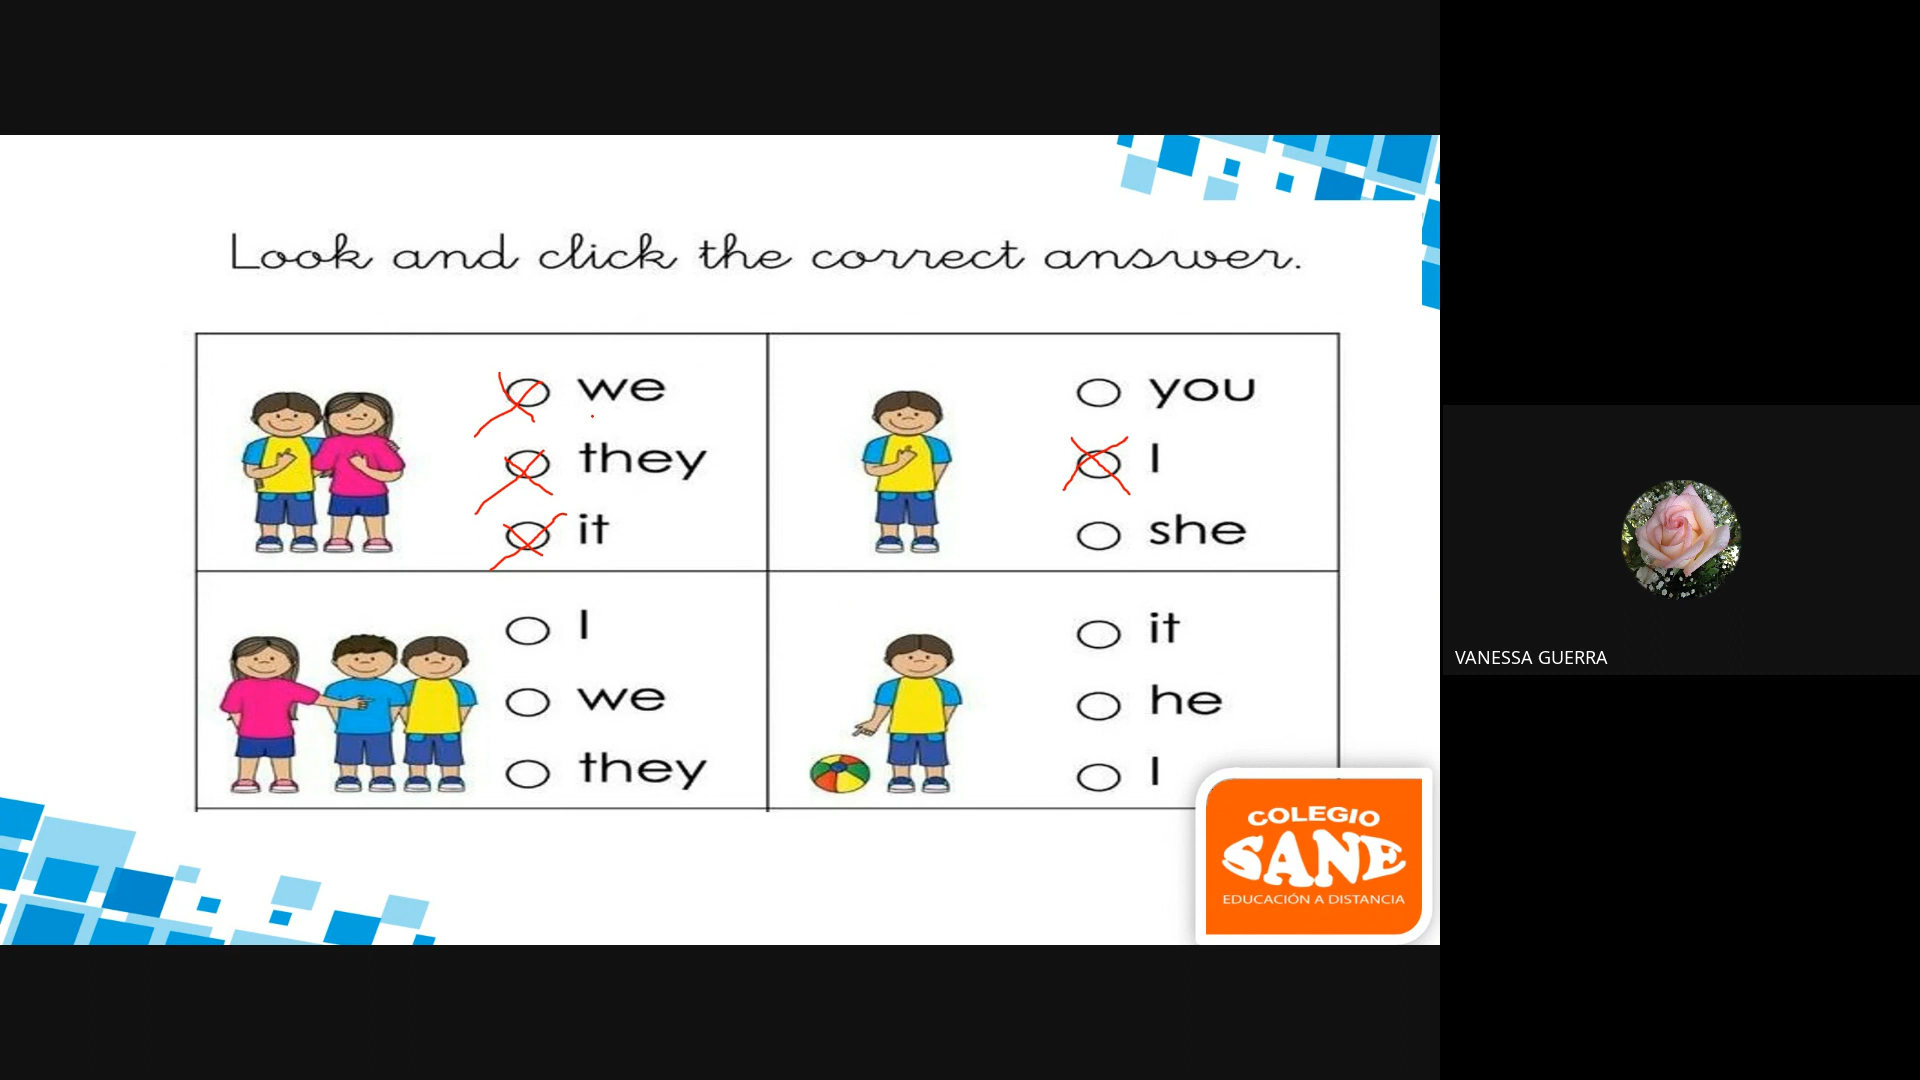 Look and click the correct answer.
we
they
it
you
I
she
I
we
they
it
he
I
COLEGIO
SANE
EDUCACIÓN A DISTANCIA
VANESSA GUERRA